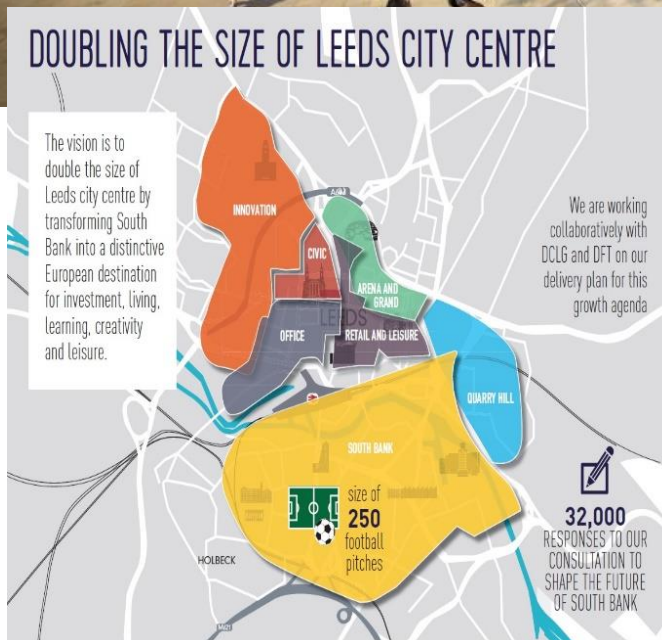 DOUBLING THE SIZE OF LEEDS CITY CENTRE
The vision is to
double the size of
Leeds city centre by
transforming South
Bank into a distinctive
European destination
for investment, living,
learning, creativity
and leisure.
We are working
collaboratively with
DCLG and DFT on our
delivery plan for this
growth agenda
INNOVATION
CIVIC
ARENA AND
GRAND
LEEDS
OFFICE
RETAIL AND LEISURE
QUARRY HILL
SOUTH BANK
size of
250
football
pitches
HOLBECK
32,000
RESPONSES TO OUR
CONSULTATION TO
SHAPE THE FUTURE
OF SOUTH BANK